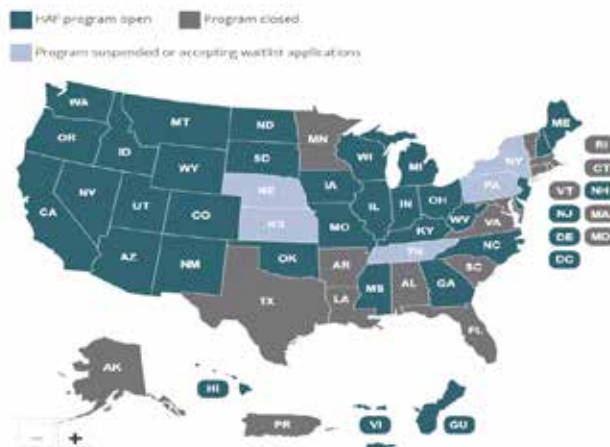 HAF program open Program closed
Program suspended or accepting waitlist applications
WA
MT
ND
MN
ME
OR
ID
SD
WI
MI
NY
RI
WY
CT
NE
IA
PA
VT
NH
NV
UT
CO
KS
MO
IL
IN
OH
WV
VA
NJ
MA
CA
KY
DE
MD
AZ
NM
OK
AR
TN
NC
DC
SC
TX
LA
MS
AL
GA
FL
AK
HI
PR
VI
GU
− +